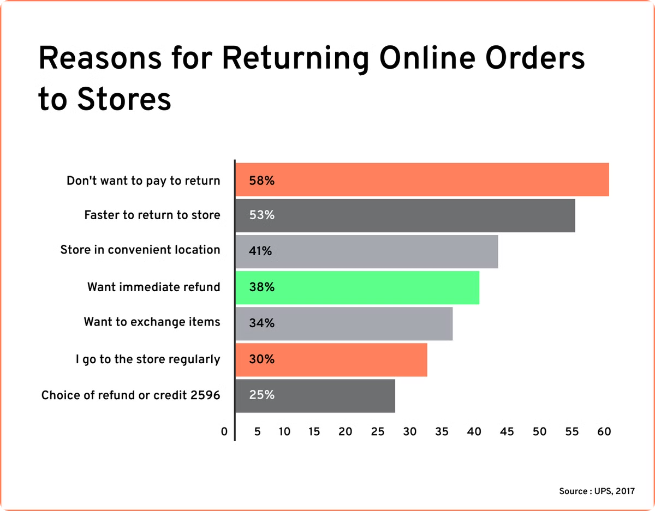 Reasons for Returning Online Orders
to Stores
Don't want to pay to return 58%
Faster to return to store 53%
Store in convenient location 41%
Want immediate refund 38%
Want to exchange items 34%
I go to the store regularly 30%
Choice of refund or credit 2596 25%
0 5 10 15 20 25 30 35 40 45 50 55 60
Source : UPS, 2017